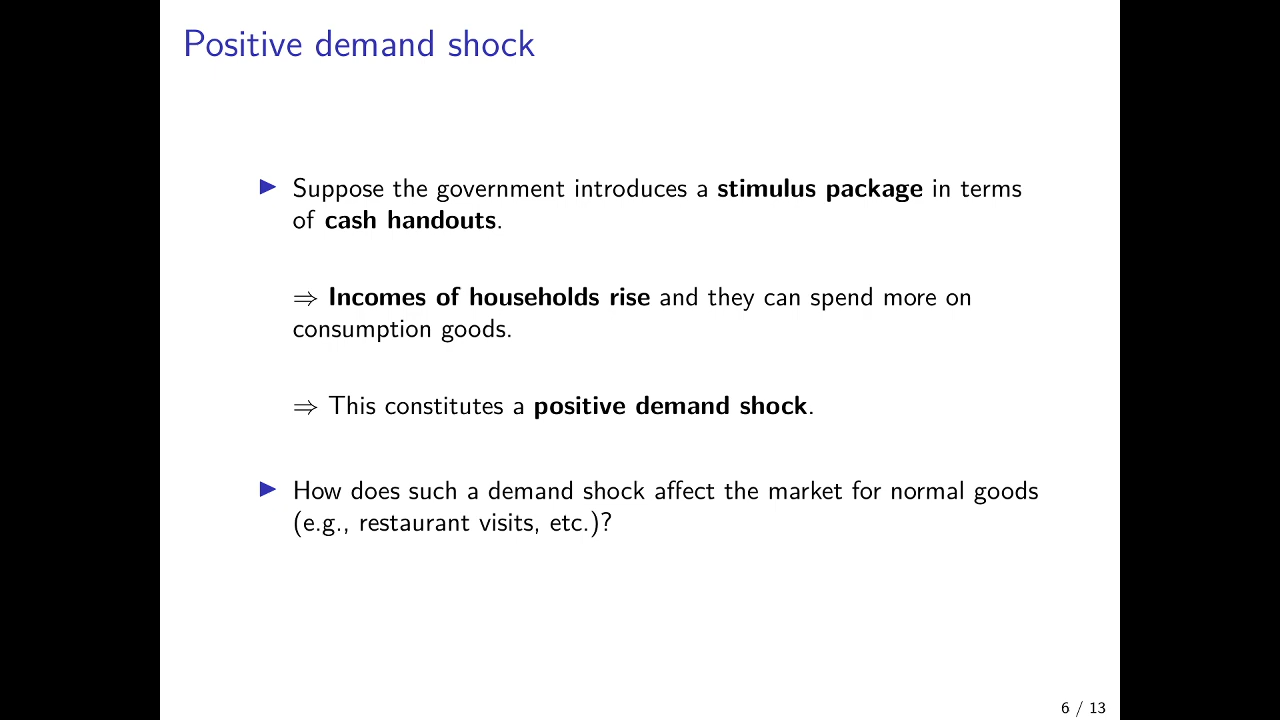 Positive demand shock
▶ Suppose the government introduces a stimulus package in terms
of cash handouts.
⇒ Incomes of households rise and they can spend more on
consumption goods.
⇒ This constitutes a positive demand shock.
▶ How does such a demand shock affect the market for normal goods
(e.g., restaurant visits, etc.)?
6 / 13